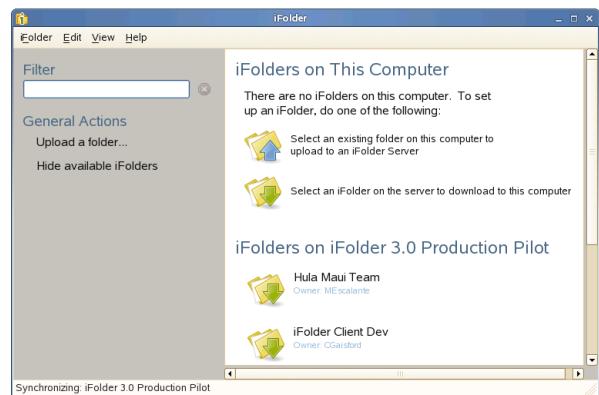 iFolder
iFolder Edit View Help
Filter
General Actions
Upload a folder...
Hide available iFolders
iFolders on This Computer
There are no iFolders on this computer. To set
up an iFolder, do one of the following:
Select an existing folder on this computer to
upload to an iFolder Server
Select an iFolder on the server to download to this computer
iFolders on iFolder 3.0 Production Pilot
Hula Maui Team
Owner: MEscalante
iFolder Client Dev
Owner: CGaisford
Synchronizing: iFolder 3.0 Production Pilot